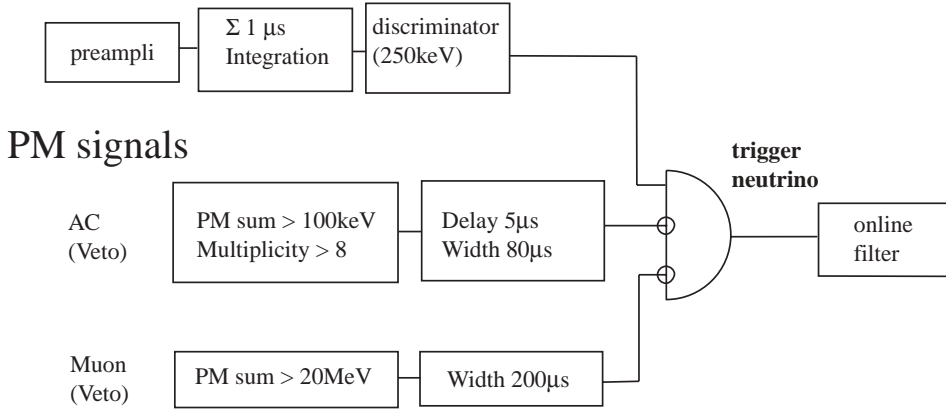 preampli
Σ 1 μs
Integration
discriminator
(250keV)
PM signals
trigger
neutrino
AC
(Veto)
PM sum > 100keV
Multiplicity > 8
Delay 5μs
Width 80μs
online
filter
Muon
(Veto)
PM sum > 20MeV
Width 200μs